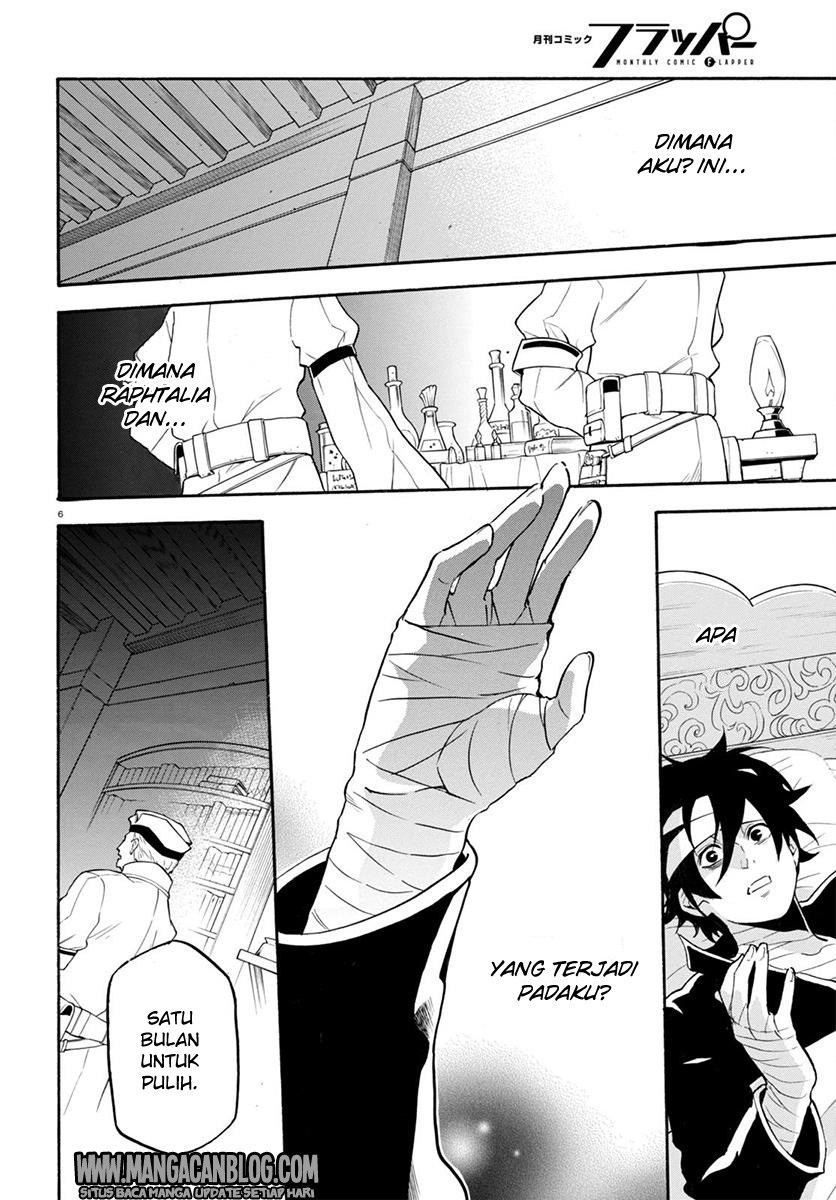 月刊コミック フラッパー
MONTHLY COMIC FLAPPER
DIMANA
AKU? INI...
DIMANA
RAPHTALIA
DAN...
6
APA
YANG TERJADI
PADAKU?
SATU
BULAN
UNTUK
PULIH.
WWW.MANGACANBLOG.COM
SITUS BACA MANGA UPDATE SETIAP HARI